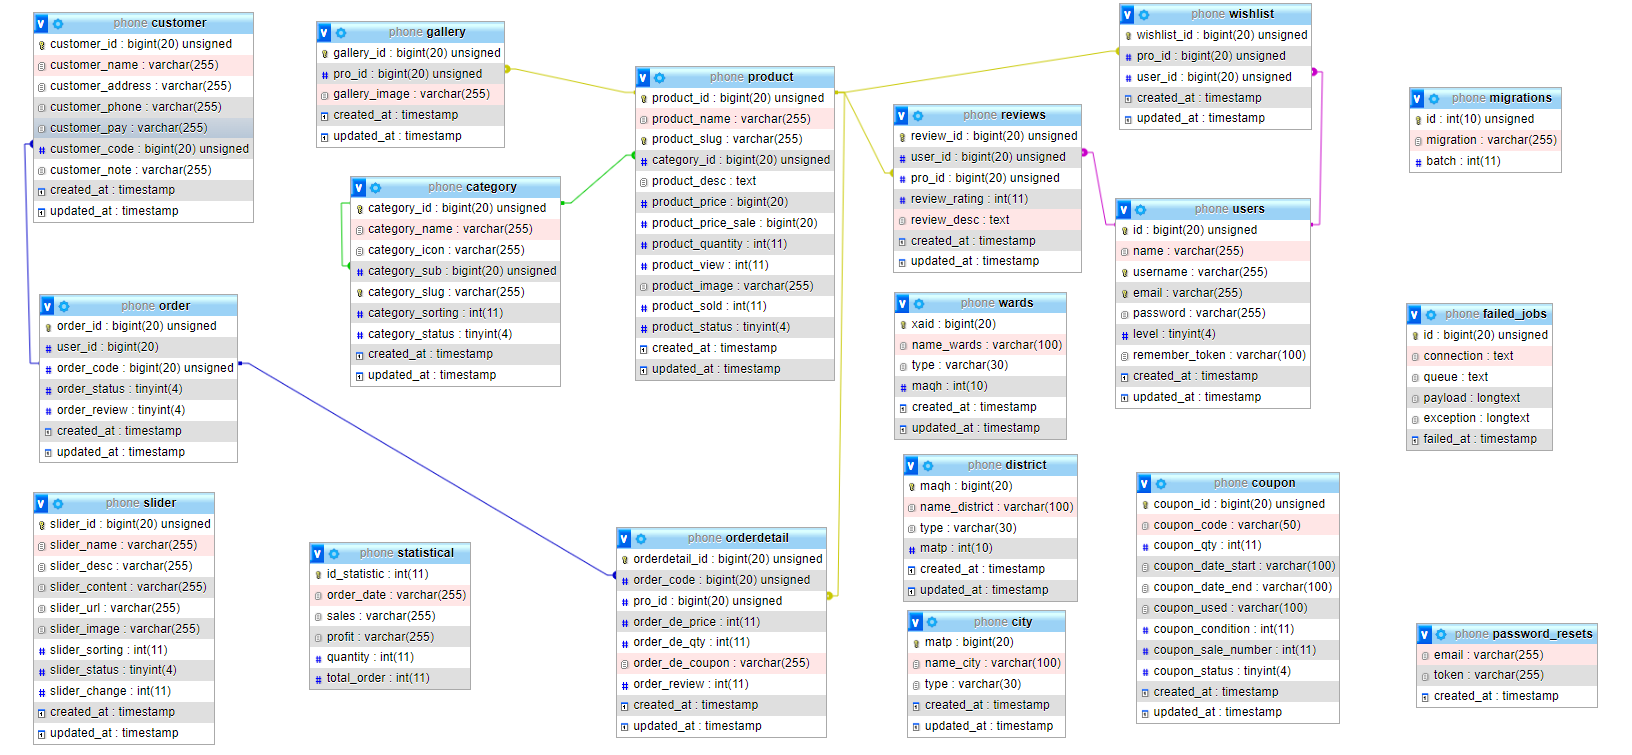 phone customer
customer_id : bigint(20) unsigned
customer_name : varchar(255)
customer_address : varchar(255)
customer_phone : varchar(255)
customer_pay : varchar(255)
customer_code : bigint(20) unsigned
customer_note : varchar(255)
created_at : timestamp
updated_at : timestamp
phone order
order_id : bigint(20) unsigned
user_id : bigint(20)
order_code : bigint(20) unsigned
order_status : tinyint(4)
order_review : tinyint(4)
created_at : timestamp
updated_at : timestamp
phone slider
slider_id : bigint(20) unsigned
slider_name : varchar(255)
slider_desc : varchar(255)
slider_content : varchar(255)
slider_url : varchar(255)
slider_image : varchar(255)
slider_sorting : int(11)
slider_status : tinyint(4)
slider_change : int(11)
created_at : timestamp
updated_at : timestamp
phone gallery
gallery_id : bigint(20) unsigned
pro_id : bigint(20) unsigned
gallery_image : varchar(255)
created_at : timestamp
updated_at : timestamp
phone category
category_id : bigint(20) unsigned
category_name : varchar(255)
category_icon : varchar(255)
category_sub : bigint(20) unsigned
category_slug : varchar(255)
category_sorting : int(11)
category_status : tinyint(4)
created_at : timestamp
updated_at : timestamp
phone statistical
id_statistic : int(11)
order_date : varchar(255)
sales : varchar(255)
profit : varchar(255)
quantity : int(11)
total_order : int(11)
phone product
product_id : bigint(20) unsigned
product_name : varchar(255)
product_slug : varchar(255)
category_id : bigint(20) unsigned
product_desc : text
product_price : bigint(20)
product_price_sale : bigint(20)
product_quantity : int(11)
product_view : int(11)
product_image : varchar(255)
product_sold : int(11)
product_status : tinyint(4)
created_at : timestamp
updated_at : timestamp
phone orderdetail
orderdetail_id : bigint(20) unsigned
order_code : bigint(20) unsigned
pro_id : bigint(20) unsigned
order_de_price : int(11)
order_de_qty : int(11)
order_de_coupon : varchar(255)
order_review : int(11)
created_at : timestamp
updated_at : timestamp
phone reviews
review_id : bigint(20) unsigned
user_id : bigint(20) unsigned
pro_id : bigint(20) unsigned
review_rating : int(11)
review_desc : text
created_at : timestamp
updated_at : timestamp
phone wards
xaid : bigint(20)
name_wards : varchar(100)
type : varchar(30)
maqh : int(10)
created_at : timestamp
updated_at : timestamp
phone district
maqh : bigint(20)
name_district : varchar(100)
type : varchar(30)
matp : int(10)
created_at : timestamp
updated_at : timestamp
phone city
matp : bigint(20)
name_city : varchar(100)
type : varchar(30)
created_at : timestamp
updated_at : timestamp
phone wishlist
wishlist_id : bigint(20) unsigned
pro_id : bigint(20) unsigned
user_id : bigint(20) unsigned
created_at : timestamp
updated_at : timestamp
phone users
id : bigint(20) unsigned
name : varchar(255)
username : varchar(255)
email : varchar(255)
password : varchar(255)
level : tinyint(4)
remember_token : varchar(100)
created_at : timestamp
updated_at : timestamp
phone coupon
coupon_id : bigint(20) unsigned
coupon_code : varchar(50)
coupon_qty : int(11)
coupon_date_start : varchar(100)
coupon_date_end : varchar(100)
coupon_used : varchar(100)
coupon_condition : int(11)
coupon_sale_number : int(11)
coupon_status : tinyint(4)
created_at : timestamp
updated_at : timestamp
phone migrations
id : int(10) unsigned
migration : varchar(255)
batch : int(11)
phone failed_jobs
id : bigint(20) unsigned
connection : text
queue : text
payload : longtext
exception : longtext
failed_at : timestamp
phone password_resets
email : varchar(255)
token : varchar(255)
created_at : timestamp